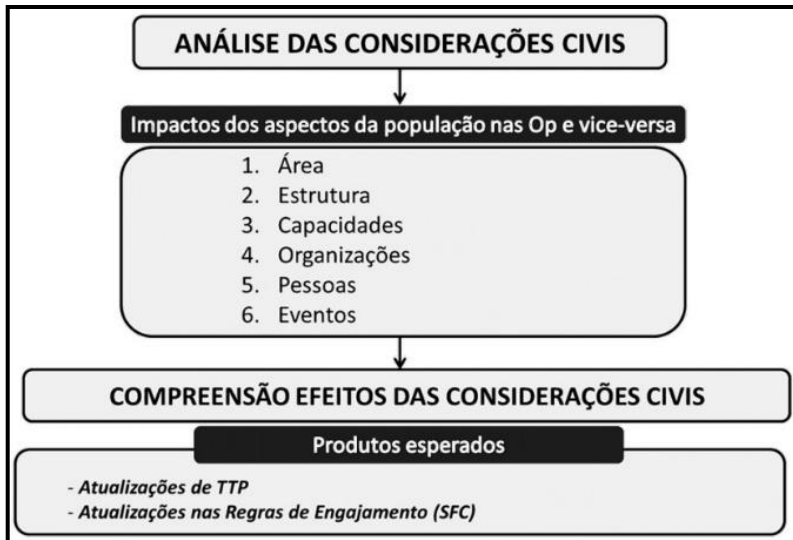 ANÁLISE DAS CONSIDERAÇÕES CIVIS
Impactos dos aspectos da população nas Op e vice-versa
1. Área
2. Estrutura
3. Capacidades
4. Organizações
5. Pessoas
6. Eventos
COMPREENSÃO EFEITOS DAS CONSIDERAÇÕES CIVIS
Produtos esperados
- Atualizações de TTP
- Atualizações nas Regras de Engajamento (SFC)